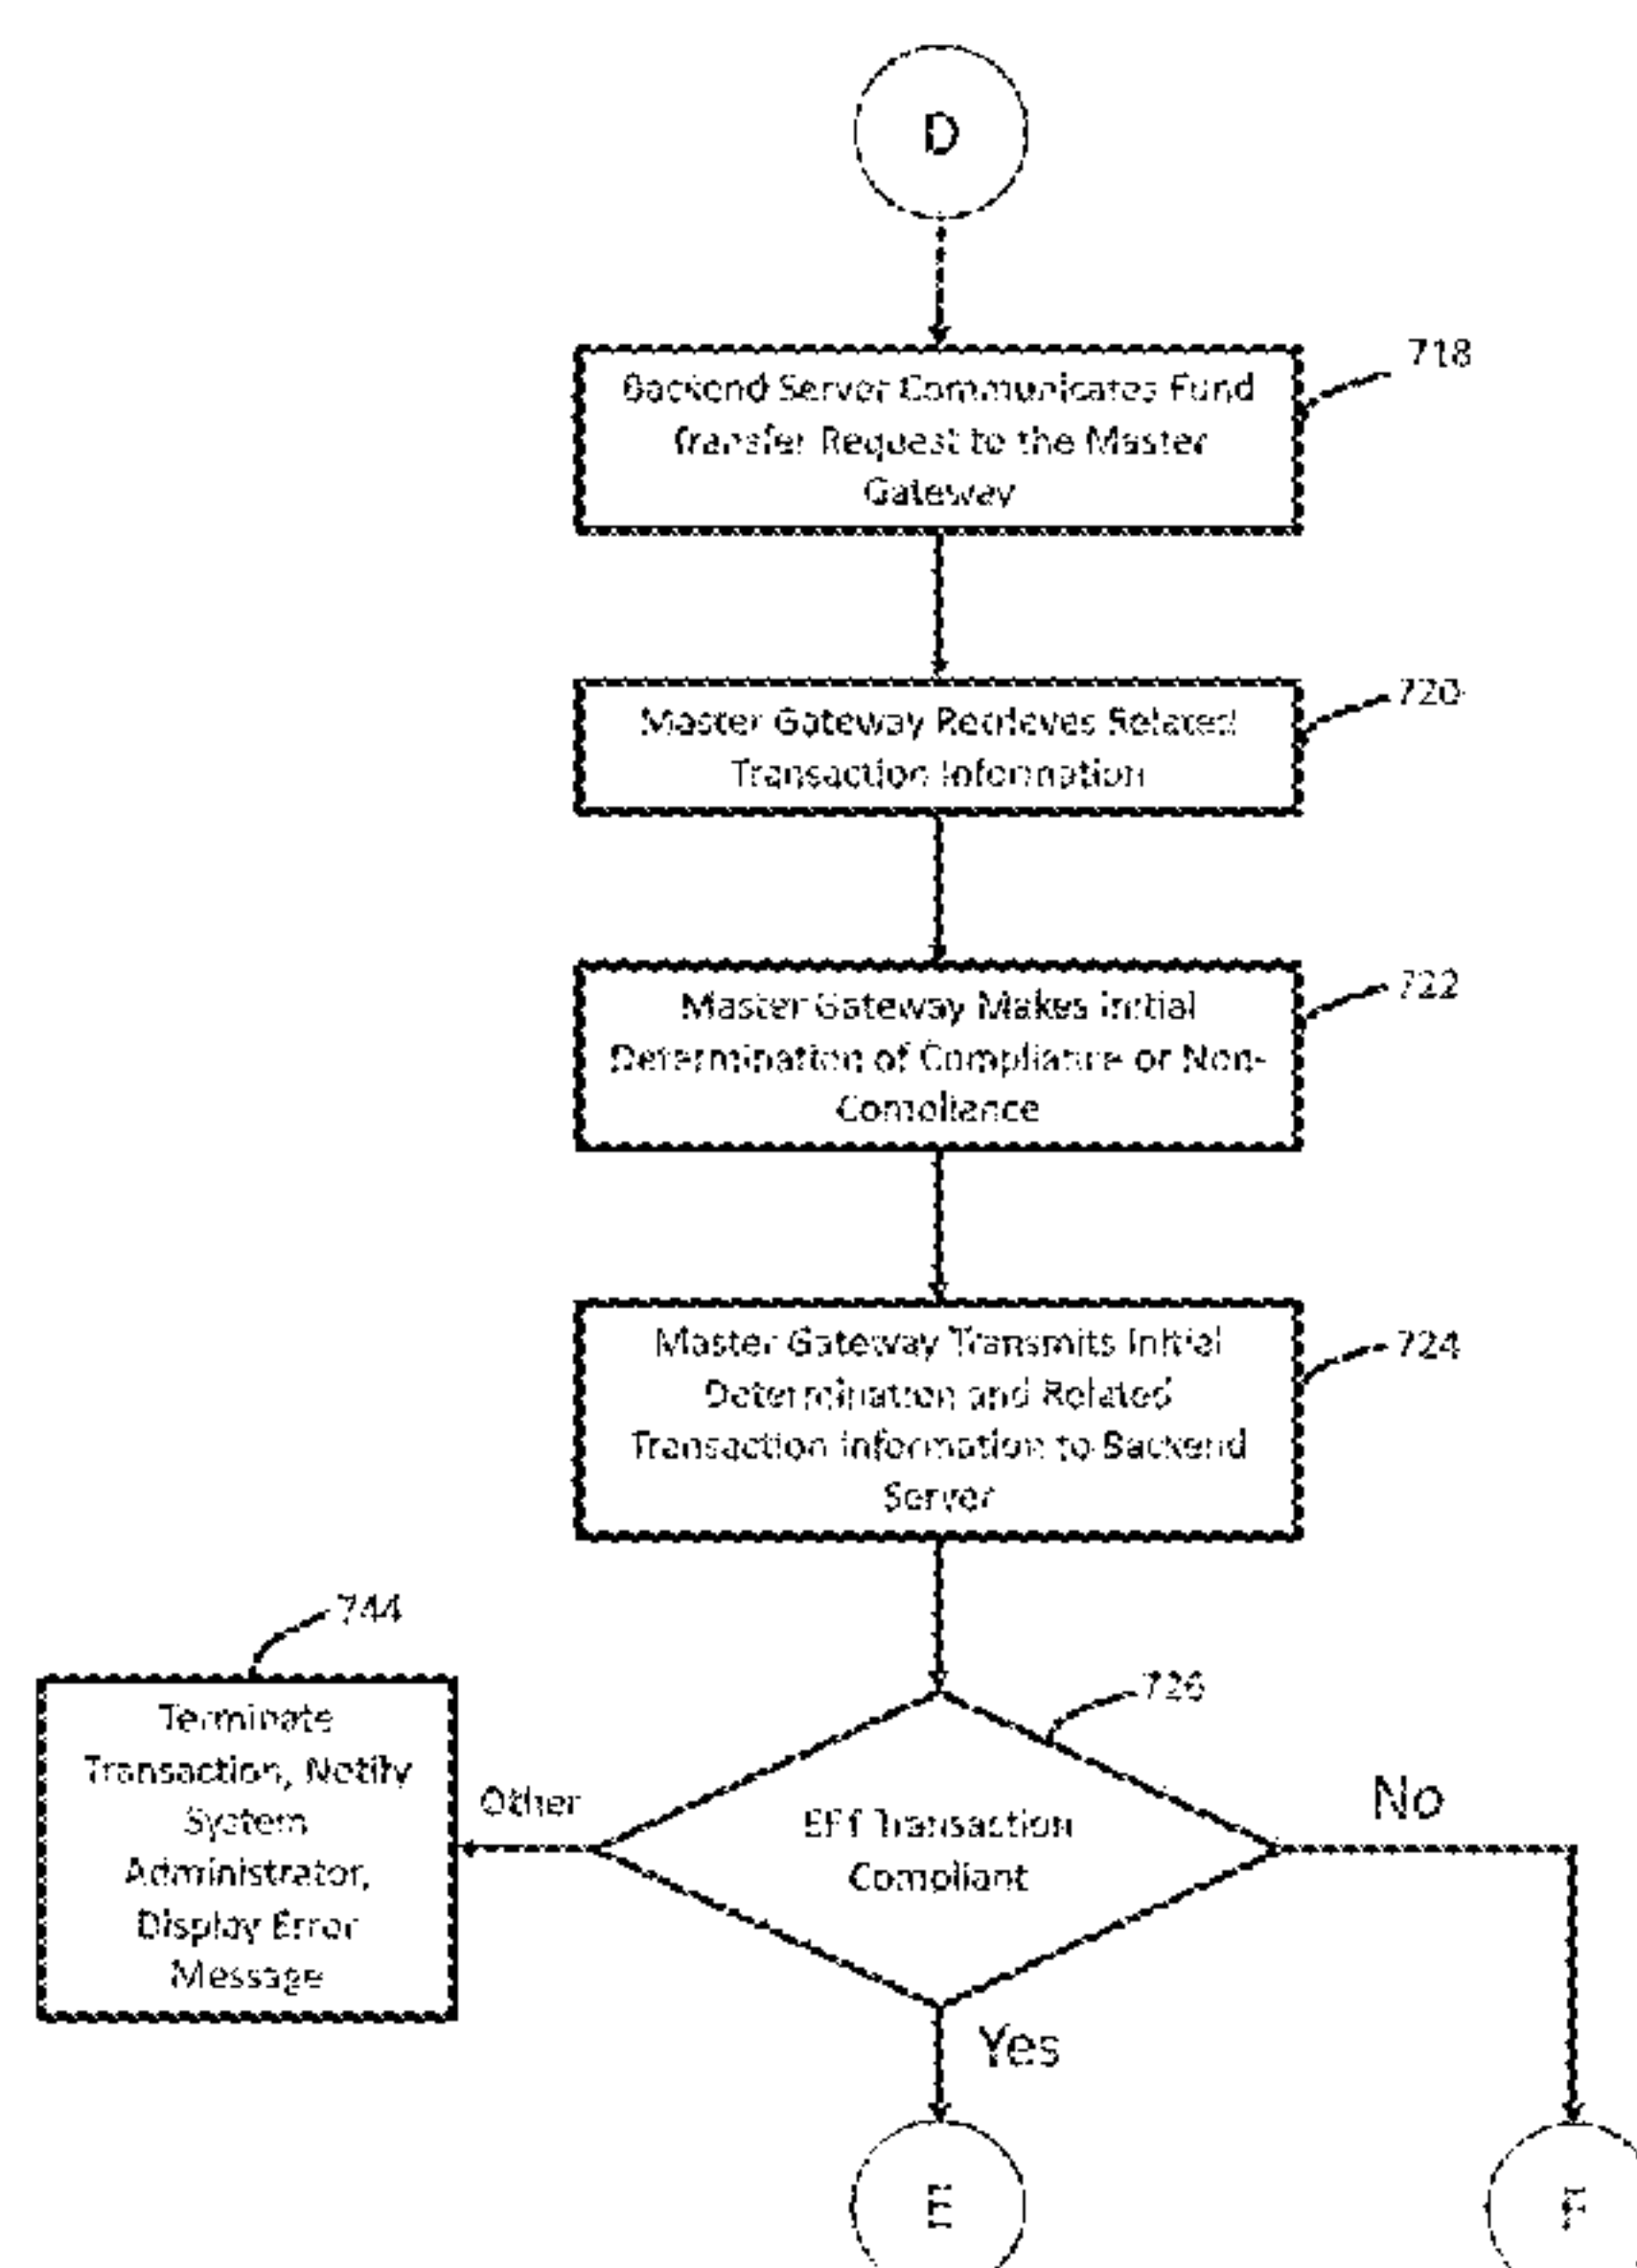 D
Backend Server Communicates Fund
Transfer Request to the Master
Gateway
718
Master Gateway Retrieves Related
Transaction Information
720
Master Gateway Makes Initial
Determination of Compliance or Non-
Compliance
722
Master Gateway Transmits Initial
Determination and Related
Transaction Information to Backend
Server
724
744
Terminate
Transaction, Notify
System
Administrator,
Display Error
Message
Other
726
EFT Transaction
Compliant
No
Yes
E
F